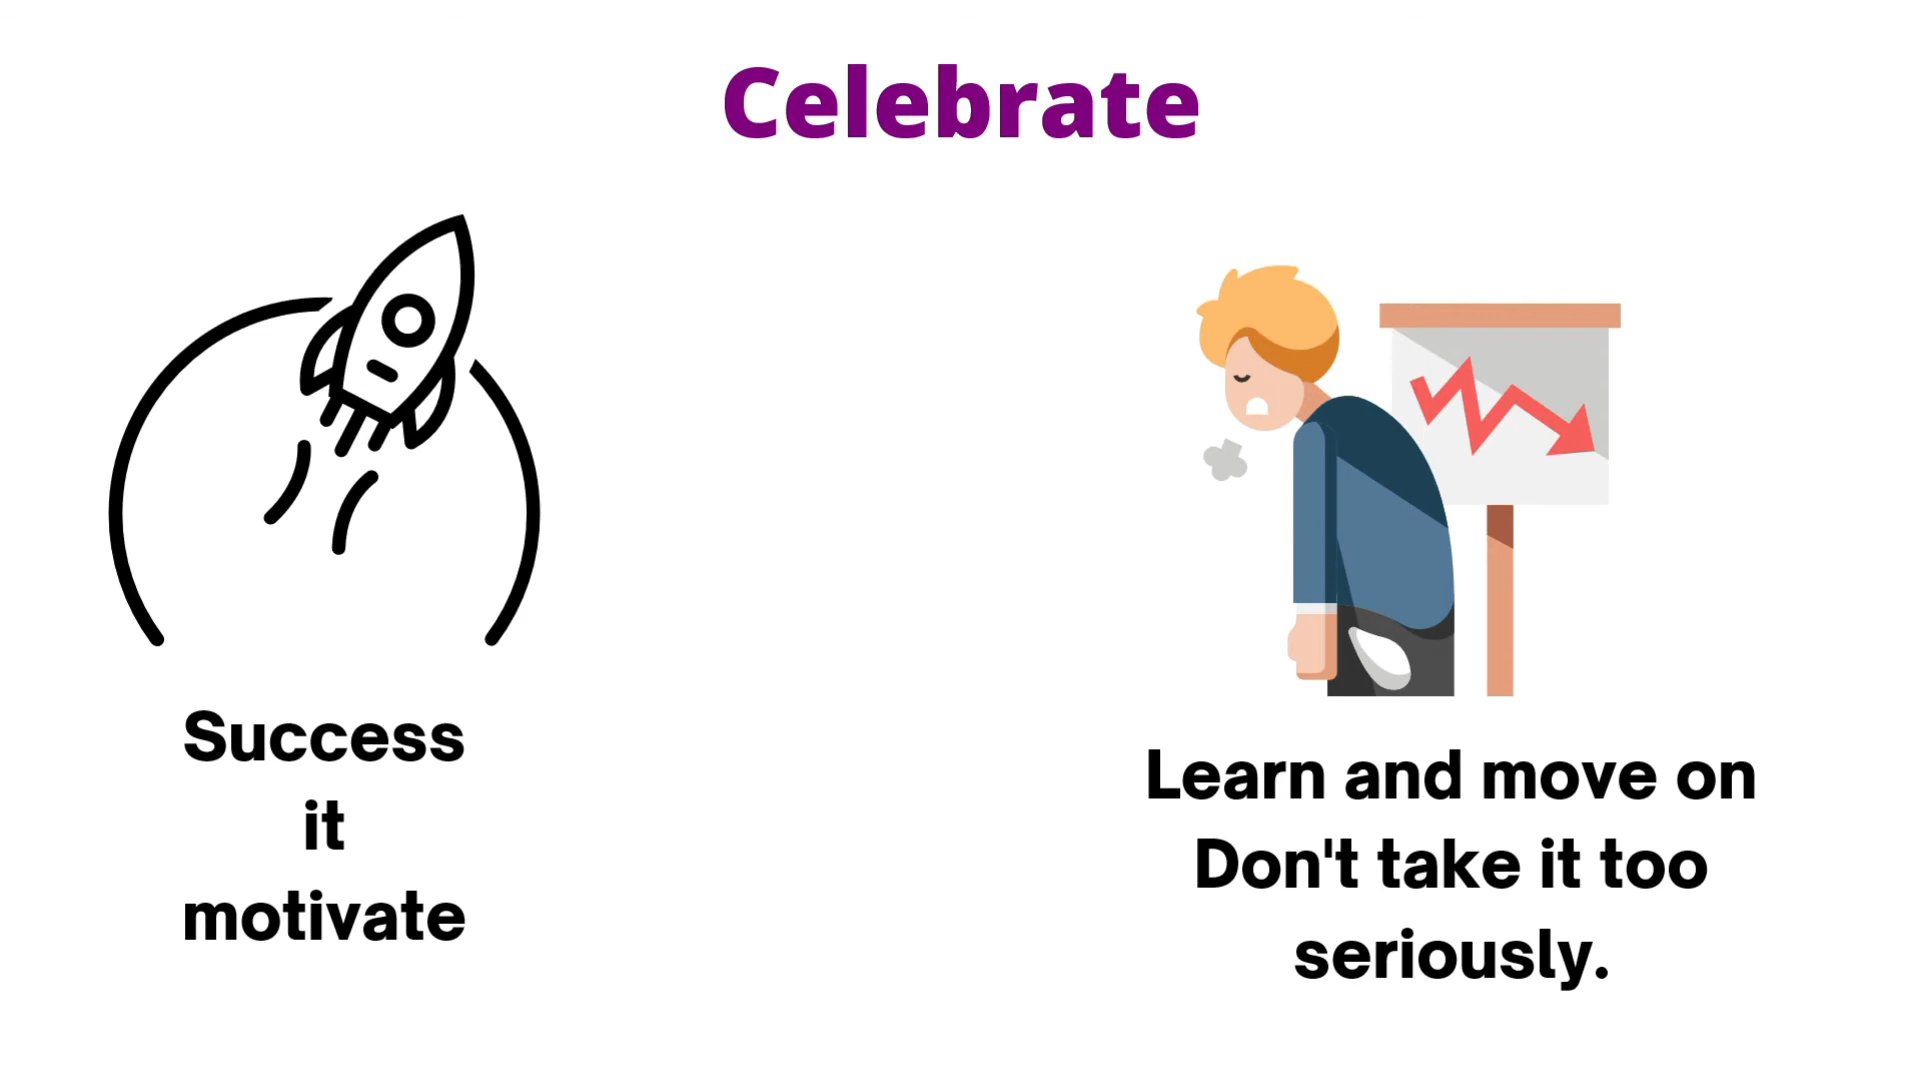 Celebrate
Success
it
motivate
Learn and move on
Don't take it too
seriously.